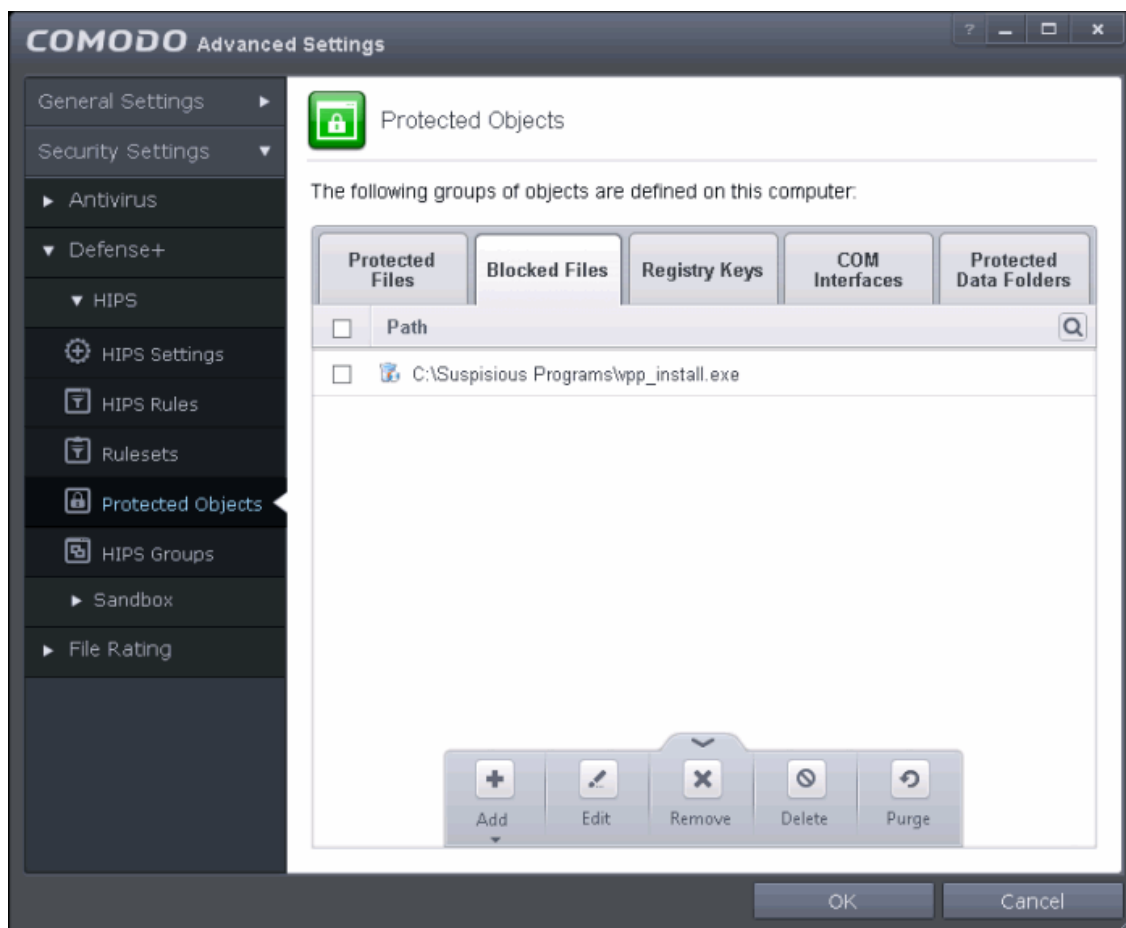 COMODO Advanced Settings
?
General Settings
Security Settings
Antivirus
Defense+
HIPS
HIPS Settings
HIPS Rules
Rulesets
Protected Objects
HIPS Groups
Sandbox
File Rating
Protected Objects
The following groups of objects are defined on this computer:
Protected
Files
Blocked Files
Registry Keys
COM
Interfaces
Protected
Data Folders
Path
C:\Suspisious Programs\vpp_install.exe
Add
Edit
Remove
Delete
Purge
OK
Cancel